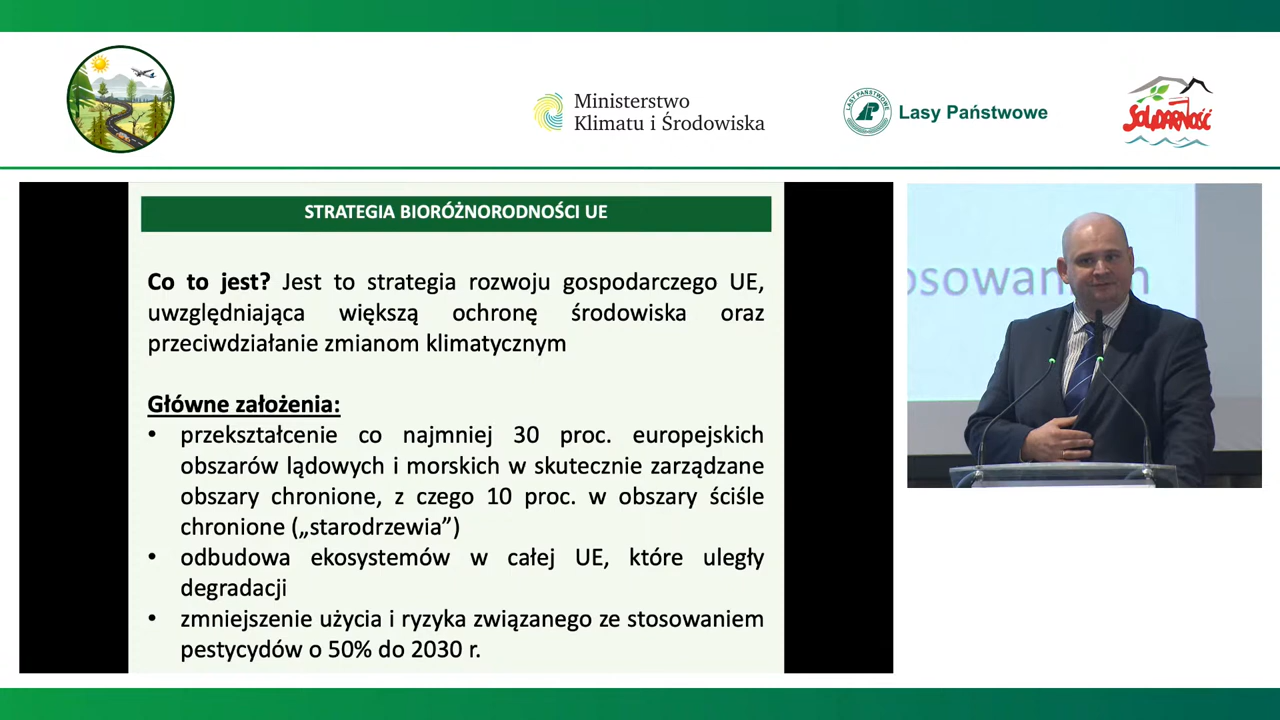 Ministerstwo
Klimatu i Środowiska
LASY PAŃSTWOWE
Lasy Państwowe
SOLIDARNOŚĆ
STRATEGIA BIORÓŻNORODNOŚCI UE
Co to jest? Jest to strategia rozwoju gospodarczego UE,
uwzględniająca większą ochronę środowiska oraz
przeciwdziałanie zmianom klimatycznym
Główne założenia:
• przekształcenie co najmniej 30 proc. europejskich
obszarów lądowych i morskich w skutecznie zarządzane
obszary chronione, z czego 10 proc. w obszary ściśle
chronione („starodrzewia”)
• odbudowa ekosystemów w całej UE, które uległy
degradacji
• zmniejszenie użycia i ryzyka związanego ze stosowaniem
pestycydów o 50% do 2030 r.